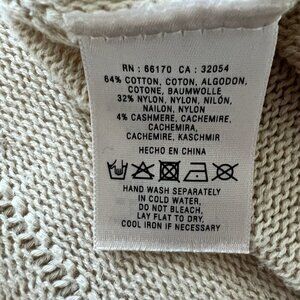 RN : 66170 CA : 32054
64% COTTON, COTON, ALGODON,
COTONE, BAUMWOLLE
32% NYLON, NYLON, NILÓN,
NAILON, NYLON
4% CASHMERE, CACHEMIRE,
CACHEMIRA,
CACHEMIRE, KASCHMIR
HECHO EN CHINA
HAND WASH SEPARATELY
IN COLD WATER,
DO NOT BLEACH,
LAY FLAT TO DRY,
COOL IRON IF NECESSARY